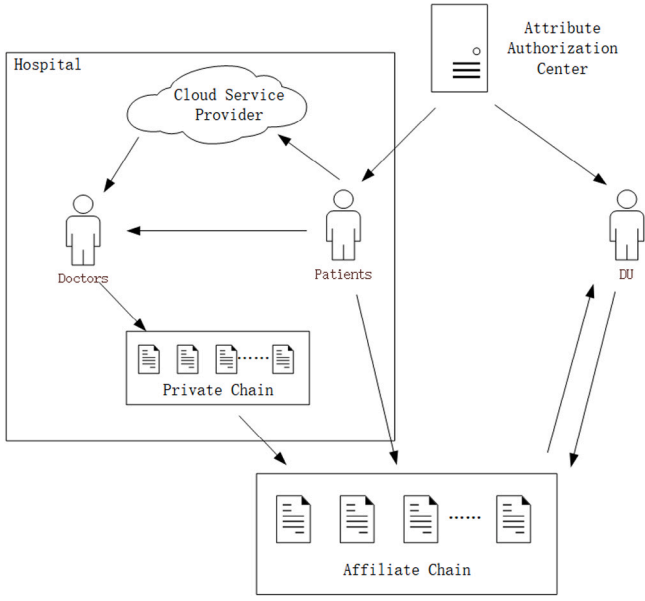 Attribute
Authorization
Center
Hospital
Cloud Service
Provider
Doctors
Patients
DU
Private Chain
Affiliate Chain